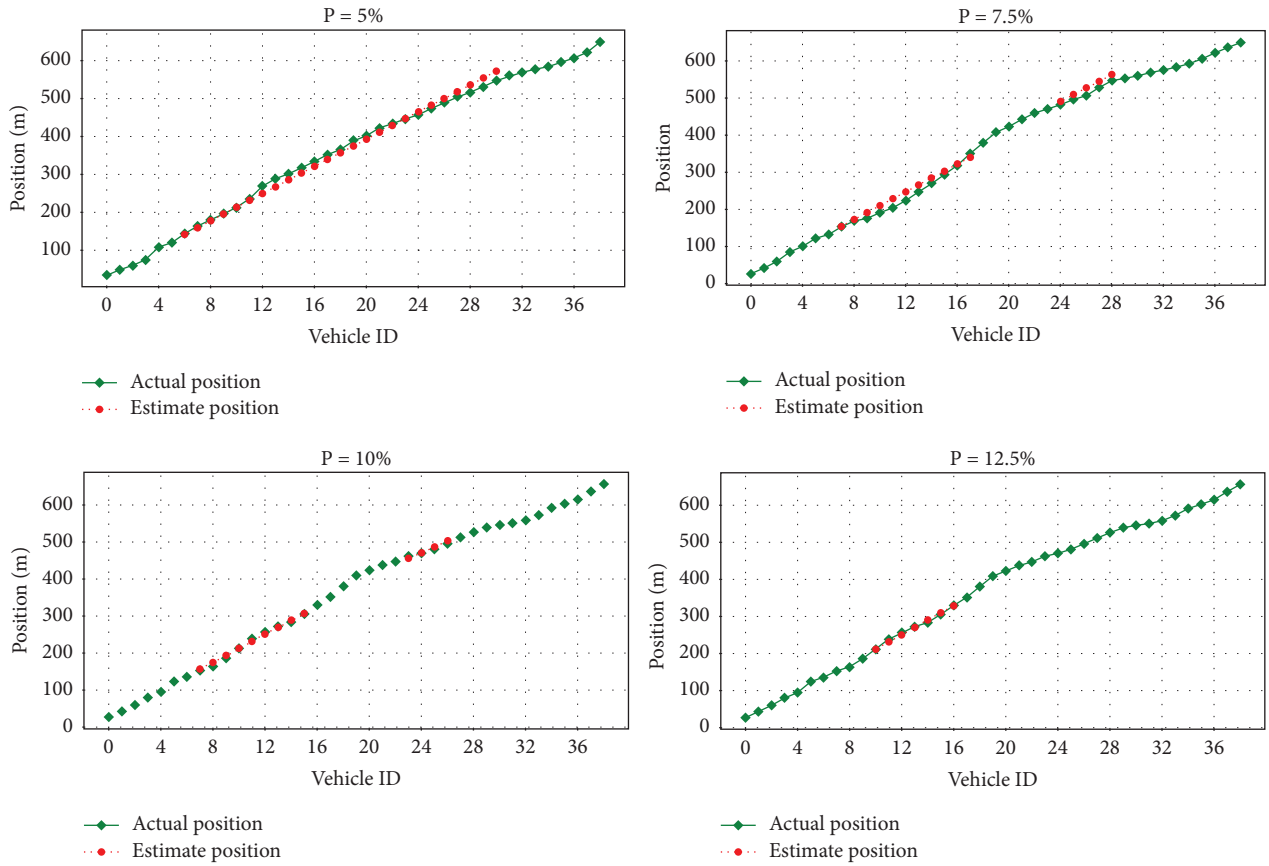 P = 5%
Position (m)
600
500
400
300
200
100
0 4 8 12 16 20 24 28 32 36
Vehicle ID
Actual position
Estimate position
P = 7.5%
Position
600
500
400
300
200
100
0
0 4 8 12 16 20 24 28 32 36
Vehicle ID
Actual position
Estimate position
P = 10%
Position (m)
600
500
400
300
200
100
0
0 4 8 12 16 20 24 28 32 36
Vehicle ID
Actual position
Estimate position
P = 12.5%
Position (m)
600
500
400
300
200
100
0
0 4 8 12 16 20 24 28 32 36
Vehicle ID
Actual position
Estimate position